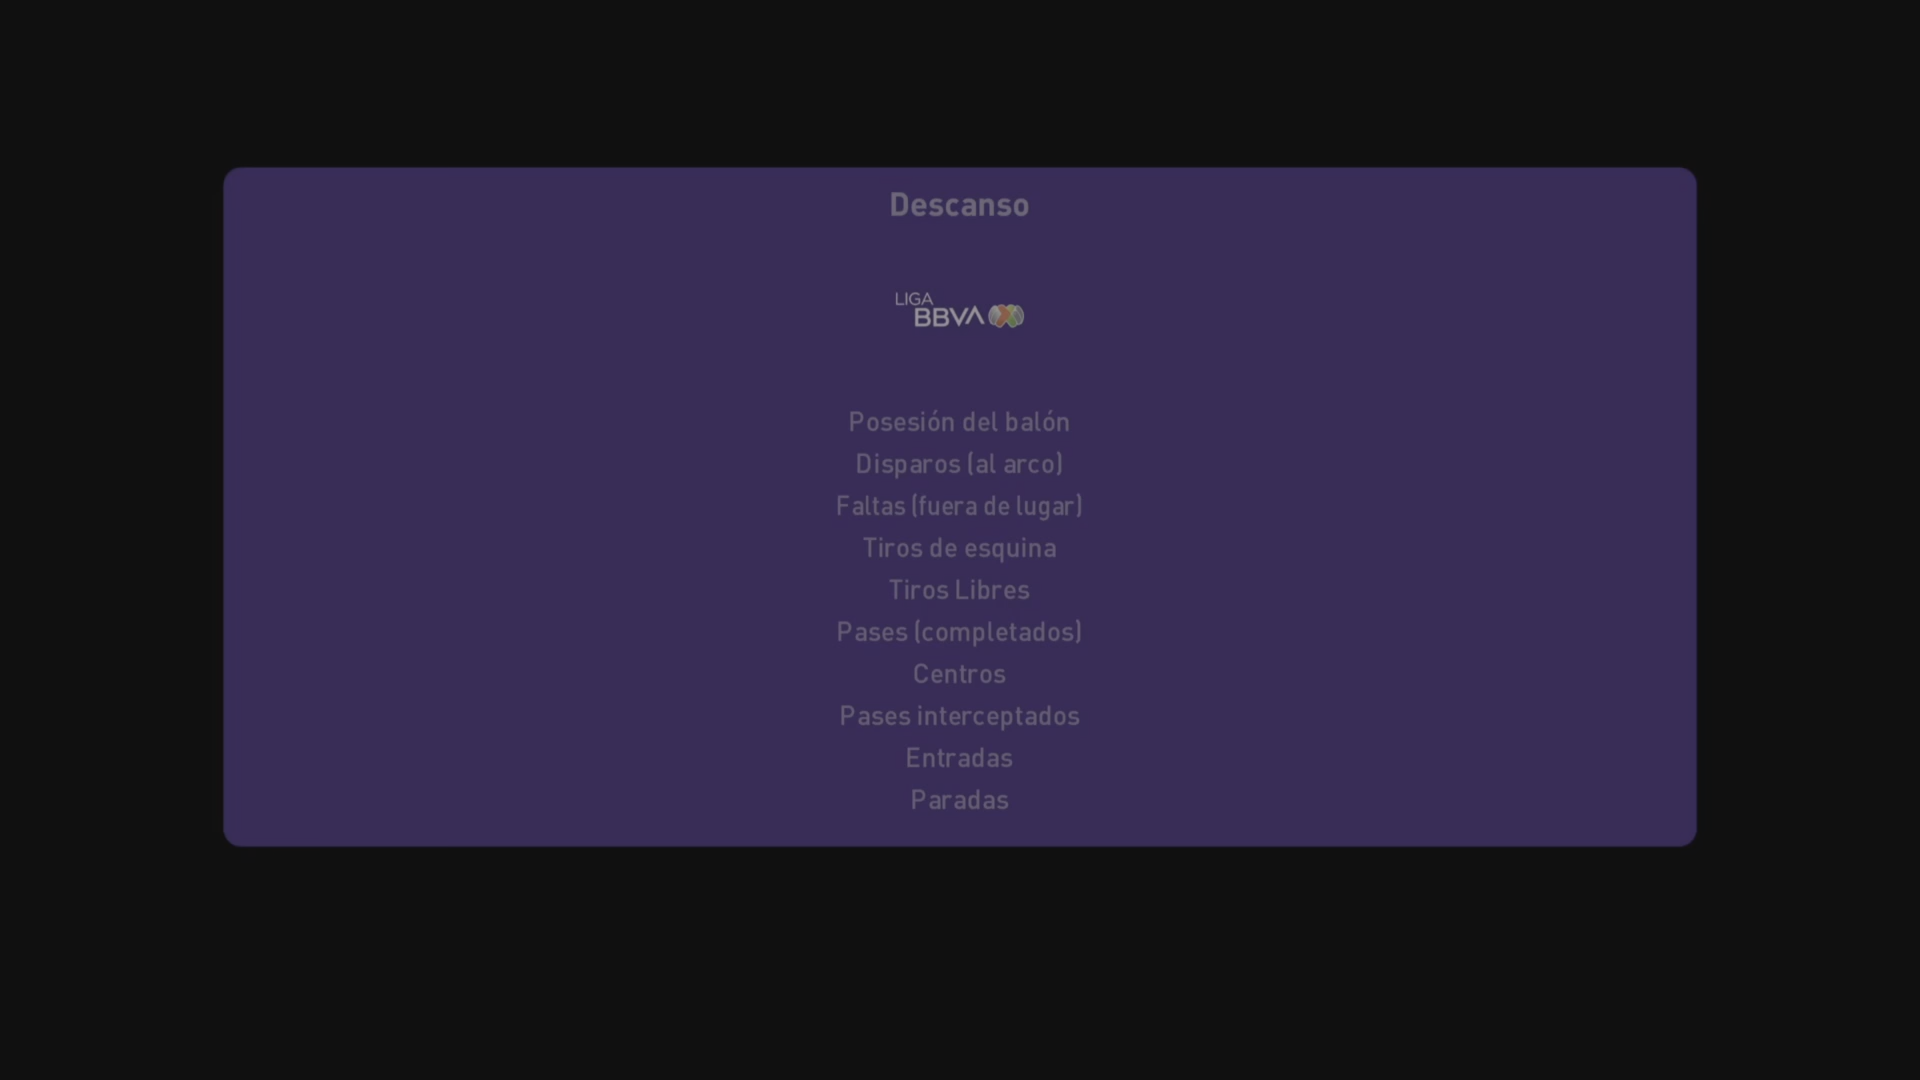 Descanso
LIGA
BBVA
Posesión del balón
Disparos (al arco)
Faltas (fuera de lugar)
Tiros de esquina
Tiros Libres
Pases (completados)
Centros
Pases interceptados
Entradas
Paradas